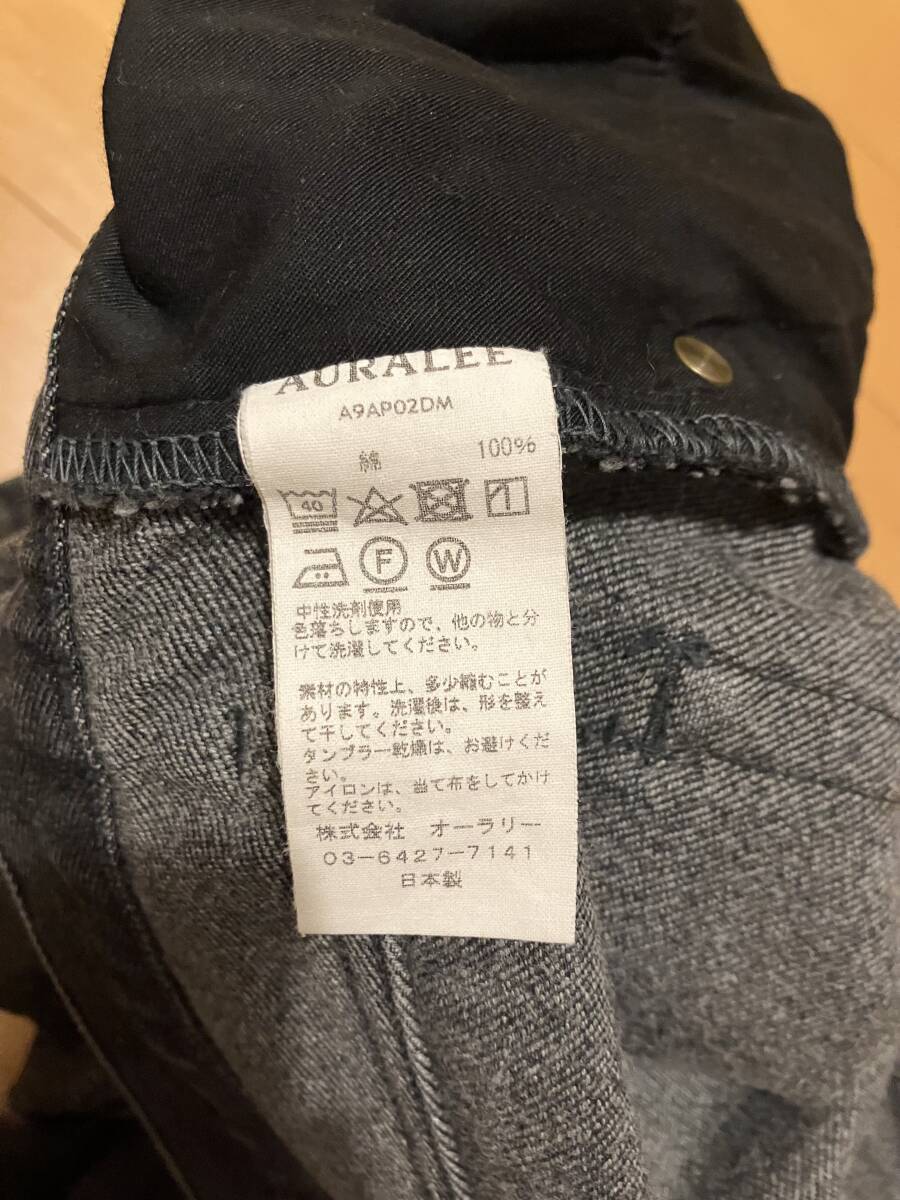 AURALEE
A9AP02DM
綿 100%
40
F W
中性洗剤使用
色落ちしますので、他の物と分
けて洗濯してください。
素材の特性上、多少縮むことが
あります。洗濯後は、形を整え
て干してください。
タンブラー乾燥は、お避けくだ
さい。
アイロンは、当て布をしてかけ
てください。
株式会社 オーラリー
03-6427-7141
日本製